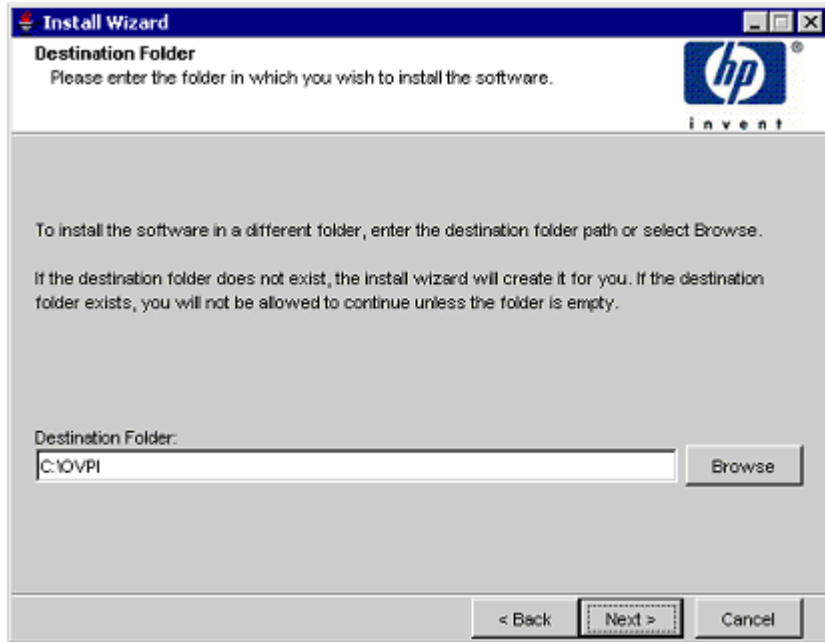 Install Wizard
Destination Folder
Please enter the folder in which you wish to install the software.
hp
®
invent
To install the software in a different folder, enter the destination folder path or select Browse.
If the destination folder does not exist, the install wizard will create it for you. If the destination
folder exists, you will not be allowed to continue unless the folder is empty.
Destination Folder:
C:\OVPI
Browse
< Back
Next >
Cancel